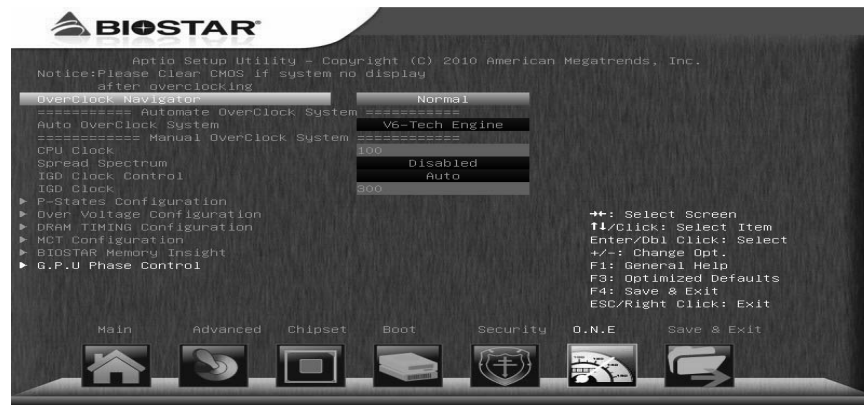 BIOSTAR
Aptio Setup Utility - Copyright (C) 2010 American Megatrends, Inc.
Notice:Please Clear CMOS if system no display
after overclocking
OverClock Navigator Normal
=========== Automate OverClock System ===========
Auto OverClock System V6-Tech Engine
============ Manual OverClock System ============
CPU Clock 100
Spread Spectrum Disabled
IGD Clock Control Auto
IGD Clock 300
P-States Configuration
Over Voltage Configuration
DRAM TIMING Configuration
MCT Configuration
BIOSTAR Memory Insight
G.P.U Phase Control
→←: Select Screen
↑↓/Click: Select Item
Enter/Dbl Click: Select
+/-: Change Opt.
F1: General Help
F3: Optimized Defaults
F4: Save & Exit
ESC/Right Click: Exit
Main Advanced Chipset Boot Security O.N.E Save & Exit